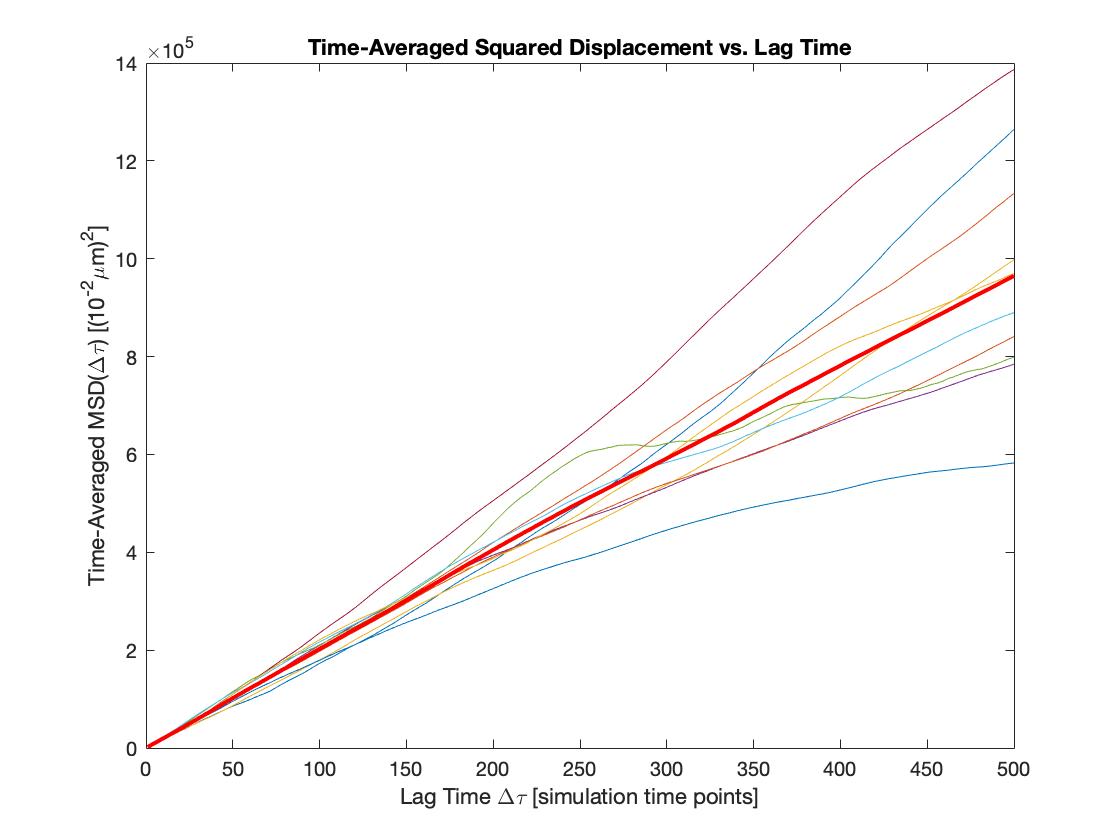 Time-Averaged Squared Displacement vs. Lag Time
×10⁵
14
12
10
8
6
4
2
0
Time-Averaged MSD(Δτ) [(10⁻² μm)²]
0 50 100 150 200 250 300 350 400 450 500
Lag Time Δτ [simulation time points]